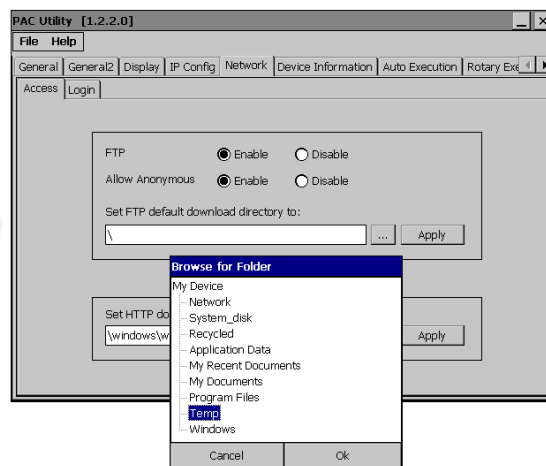 PAC Utility [1.2.2.0]
File Help
General General2 Display IP Config Network Device Information Auto Execution Rotary
Access Login
FTP Enable Disable
Allow Anonymous Enable Disable
Set FTP default download directory to:
\ ... Apply
Browse for Folder
My Device
Network
System_disk
Recycled
Application Data
My Recent Documents
My Documents
Program Files
Temp
Windows
Cancel Ok
Set HTTP do
\windows\w Apply